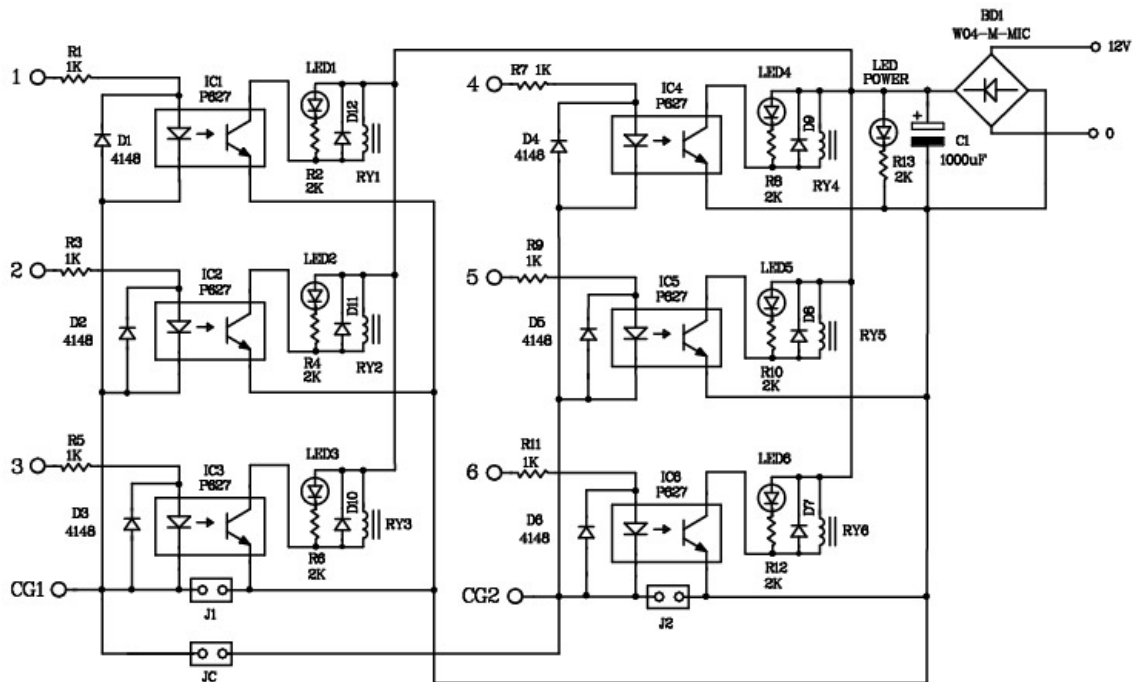 BD1
W04-M-MIC
12V
0
LED
POWER
+
C1
1000uF
R13
2K
1
R1
1K
IC1
P627
LED1
D12
D1
4148
R2
2K
RY1
4
R7 1K
IC4
P627
LED4
D9
D4
4148
R8
2K
RY4
2
R3
1K
IC2
P627
LED2
D11
D2
4148
R4
2K
RY2
5
R9
1K
IC5
P627
LED5
D8
D5
4148
R10
2K
RY5
3
R5
1K
IC3
P627
LED3
D10
D3
4148
R6
2K
RY3
6
R11
1K
IC6
P627
LED6
D7
D6
4148
R12
2K
RY6
CG1
J1
CG2
J2
JC